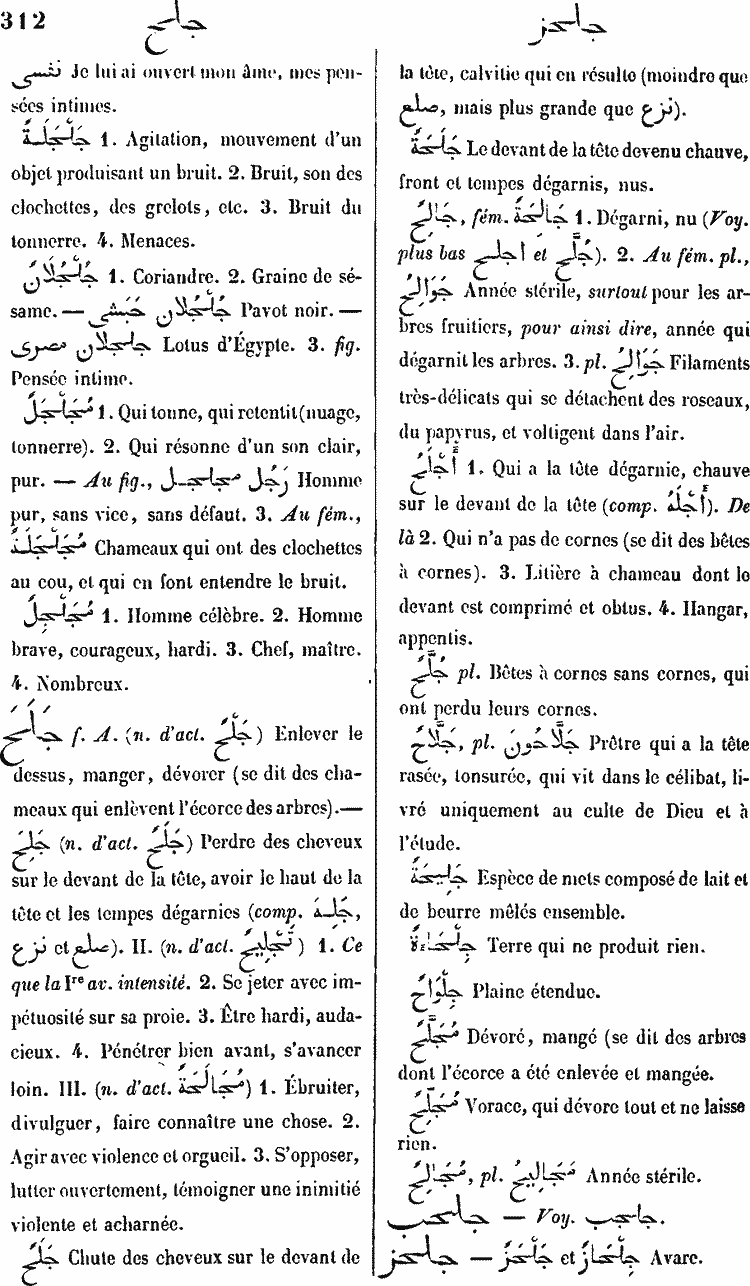 312
جلح
جلحز
نفسى Je lui ai ouvert mon âme, mes pen-
sées intimes.
جَلْجَلَةٌ 1. Agitation, mouvement d'un
objet produisant un bruit. 2. Bruit, son des
clochettes, des grelots, etc. 3. Bruit du
tonnerre. 4. Menaces.
جُلْجُلَانٌ 1. Coriandre. 2. Graine de sé-
same. — جُلْجُلَان حَبَشى Pavot noir. —
جلجلان مصرى Lotus d'Égypte. 3. fig.
Pensée intime.
مُجَلْجَلٌ 1. Qui tonne, qui retentit (nuage,
tonnerre). 2. Qui résonne d'un son clair,
pur. — Au fig., رَجُل مجلجل Homme
pur, sans vice, sans défaut. 3. Au fém.,
مُجَلْجَلَةٌ Chameaux qui ont des clochettes
au cou, et qui en font entendre le bruit.
مُجَلْجِلٌ 1. Homme célèbre. 2. Homme
brave, courageux, hardi. 3. Chef, maître.
4. Nombreux.
جَلَحَ f. A. (n. d'act. جَلْحٌ) Enlever le
dessus, manger, dévorer (se dit des cha-
meaux qui enlèvent l'écorce des arbres).—
جَلِحَ (n. d'act. جَلَحٌ) Perdre des cheveux
sur le devant de la tête, avoir le haut de la
tête et les tempes dégarnies (comp. جَلِهَ,
صلع et نزع). II. (n. d'act. تَجْلِيحٌ) 1. Ce
que la Iʳᵉ av. intensité. 2. Se jeter avec im-
pétuosité sur sa proie. 3. Être hardi, auda-
cieux. 4. Pénétrer bien avant, s'avancer
loin. III. (n. d'act. مُجَالَحَةٌ) 1. Ébruiter,
divulguer, faire connaître une chose. 2.
Agir avec violence et orgueil. 3. S'opposer,
lutter ouvertement, témoigner une inimitié
violente et acharnée.
جَلَحٌ Chute des cheveux sur le devant de
la tête, calvitie qui en résulte (moindre que
صلع, mais plus grande que نزع).
جَلَحَةٌ Le devant de la tête devenu chauve,
front et tempes dégarnis, nus.
جَالِحٌ, fém. جَالِحَةٌ 1. Dégarni, nu (Voy.
plus bas اجلح et جُلَّحٌ). 2. Au fém. pl.,
جَوَالِحُ Année stérile, surtout pour les ar-
bres fruitiers, pour ainsi dire, année qui
dégarnit les arbres. 3. pl. جَوَالِحُ Filaments
très-délicats qui se détachent des roseaux,
du papyrus, et voltigent dans l'air.
أَجْلَحُ 1. Qui a la tête dégarnie, chauve
sur le devant de la tête (comp. أَجْلَهُ). De
là 2. Qui n'a pas de cornes (se dit des bêtes
à cornes). 3. Litière à chameau dont le
devant est comprimé et obtus. 4. Hangar,
appentis.
جُلَّحٌ pl. Bêtes à cornes sans cornes, qui
ont perdu leurs cornes.
جَلَّاحٌ, pl. جَلَّاحُونَ Prêtre qui a la tête
rasée, tonsurée, qui vit dans le célibat, li-
vré uniquement au culte de Dieu et à
l'étude.
جَلِيحَةٌ Espèce de mets composé de lait et
de beurre mêlés ensemble.
جِلْحَاءَةٌ Terre qui ne produit rien.
جِلْوَاحٌ Plaine étendue.
مُجَلَّحٌ Dévoré, mangé (se dit des arbres
dont l'écorce a été enlevée et mangée.
مُجَلِّحٌ Vorace, qui dévore tout et ne laisse
rien.
مُجَالِحٌ, pl. مَجَالِيحُ Année stérile.
جلحب — Voy. جلجب.
جلحز — جَلْحَزٌ et جِلْحَازٌ Avare.